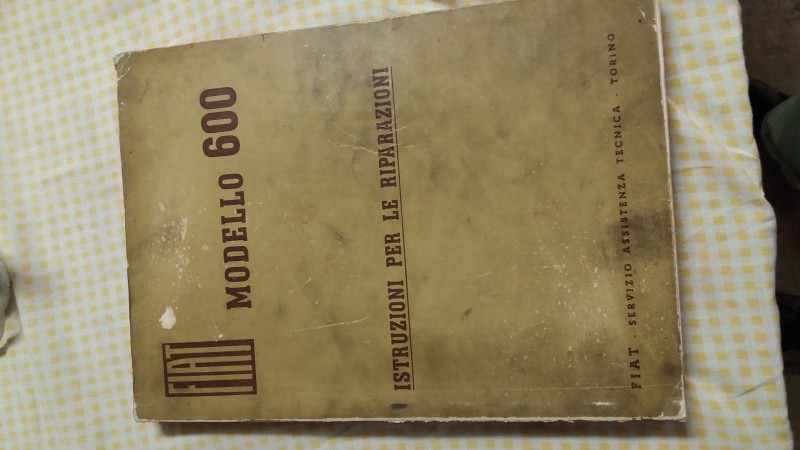 FIAT
MODELLO 600
ISTRUZIONI PER LE RIPARAZIONI
FIAT - SERVIZIO ASSISTENZA TECNICA - TORINO